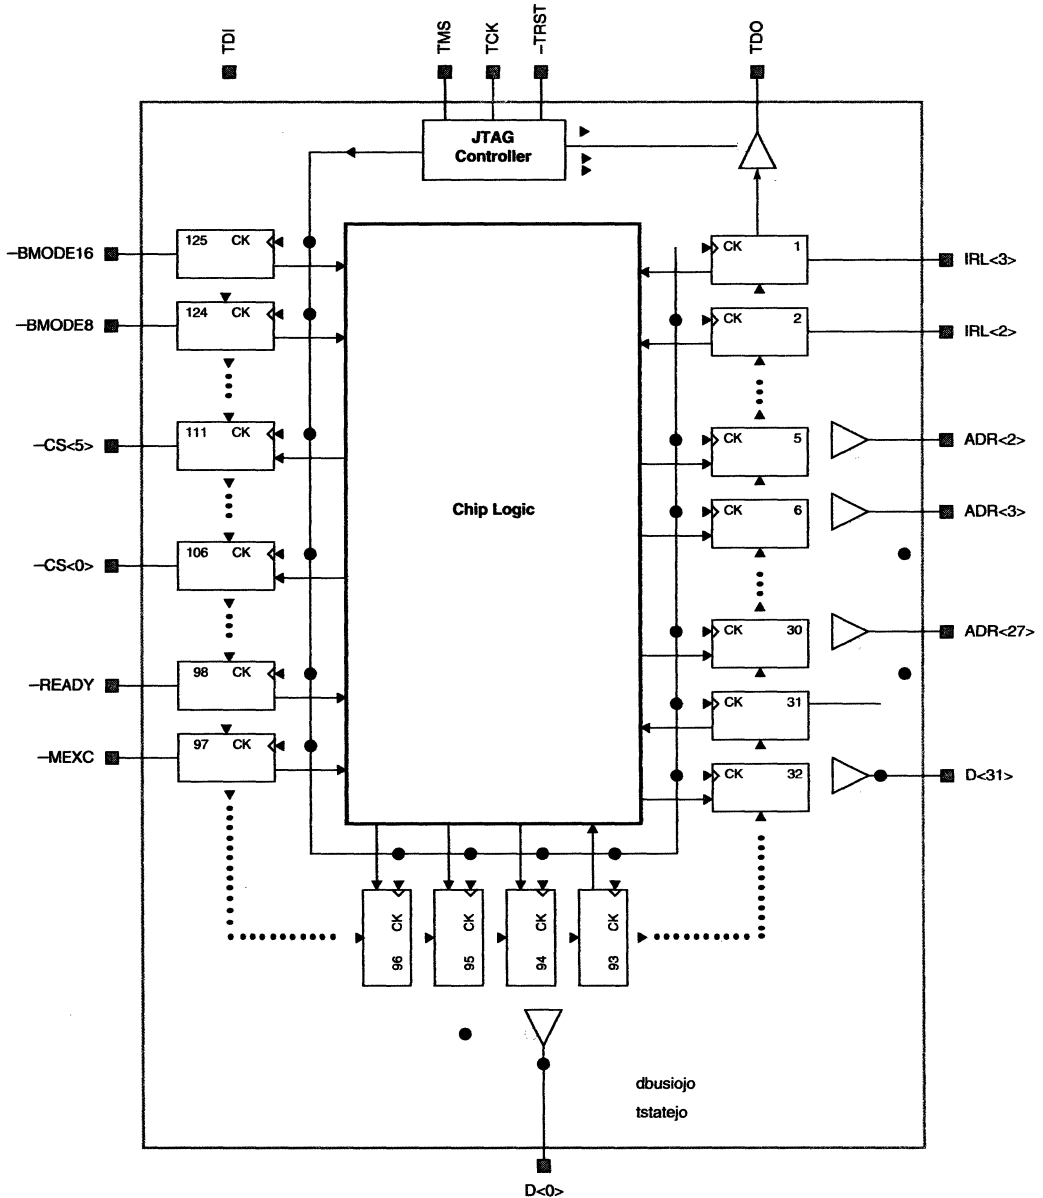 TDI
TMS
TCK
–TRST
TDO
JTAG
Controller
–BMODE16
125 CK
CK 1
IRL<3>
–BMODE8
124 CK
CK 2
IRL<2>
–CS<5>
111 CK
CK 5
ADR<2>
Chip Logic
CK 6
ADR<3>
–CS<0>
106 CK
CK 30
ADR<27>
–READY
98 CK
CK 31
–MEXC
97 CK
CK 32
D<31>
96 CK
95 CK
94 CK
93 CK
dbusiojo
tstatejo
D<0>